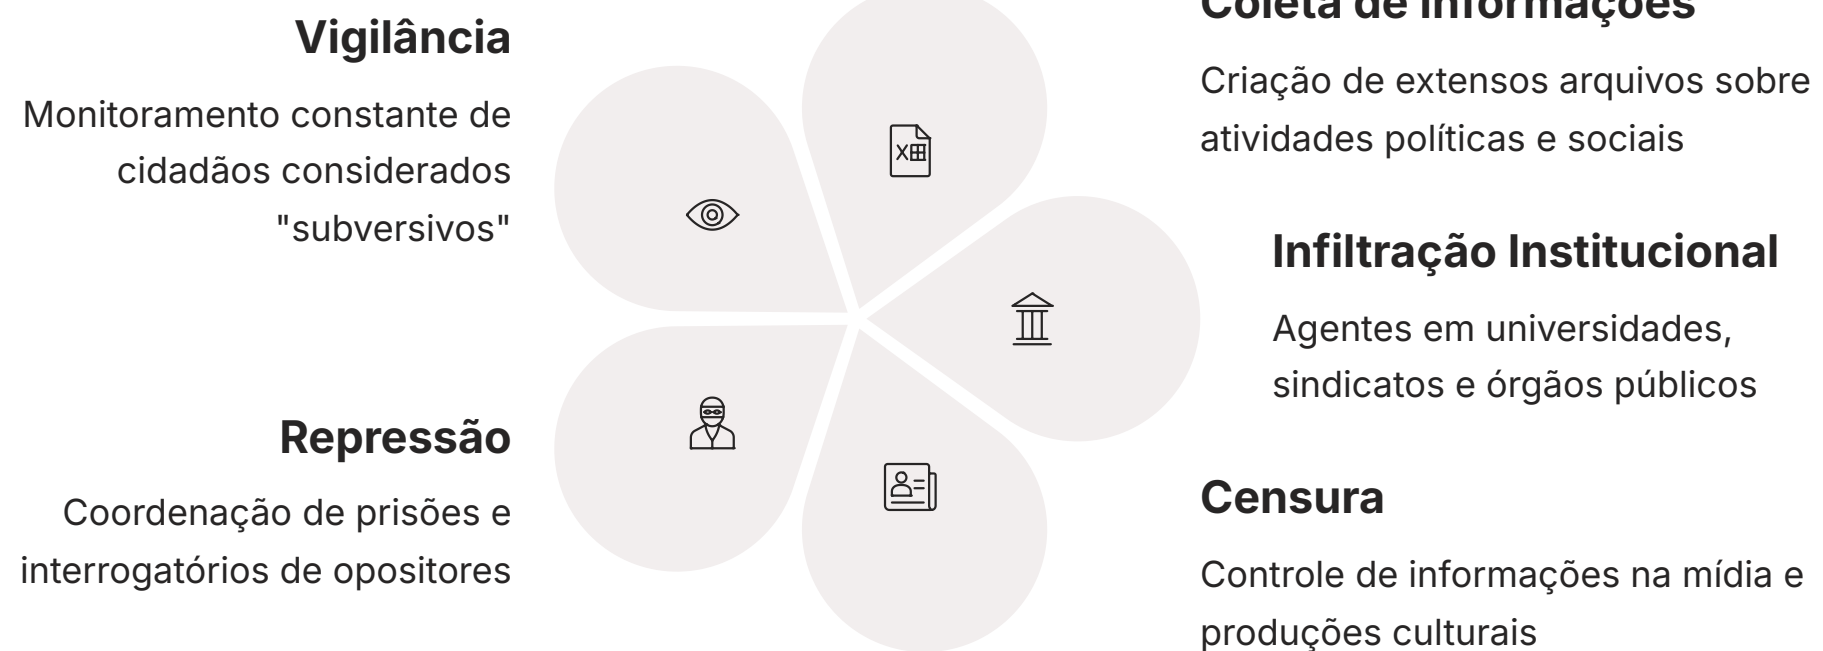 Vigilância
Monitoramento constante de
cidadãos considerados
"subversivos"
Coleta de informações
Criação de extensos arquivos sobre
atividades políticas e sociais
Infiltração Institucional
Agentes em universidades,
sindicatos e órgãos públicos
Repressão
Coordenação de prisões e
interrogatórios de opositores
Censura
Controle de informações na mídia e
produções culturais